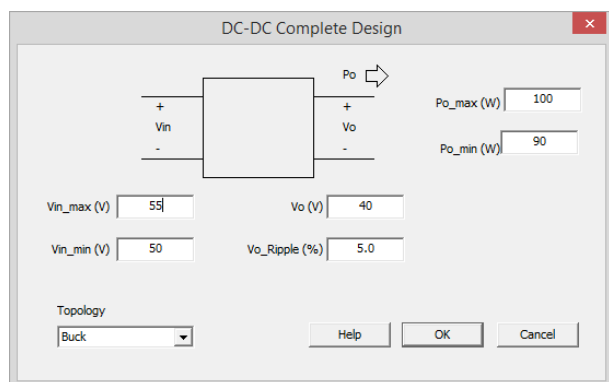 DC-DC Complete Design
×
Po
+
Vin
-
+
Vo
-
Po_max (W) 100
Po_min (W) 90
Vin_max (V) 55
Vo (V) 40
Vin_min (V) 50
Vo_Ripple (%) 5.0
Topology
Buck
Help
OK
Cancel